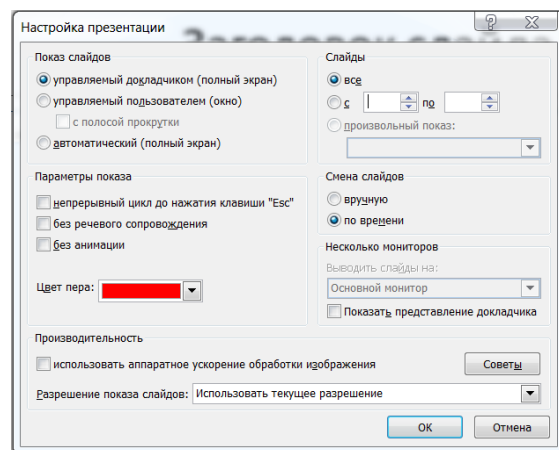 Настройка презентации
Заголовок слайда
Показ слайдов
управляемый докладчиком (полный экран)
управляемый пользователем (окно)
с полосой прокрутки
автоматический (полный экран)
Слайды
все
с по
произвольный показ:
Параметры показа
непрерывный цикл до нажатия клавиши "Esc"
без речевого сопровождения
без анимации
Цвет пера:
Смена слайдов
вручную
по времени
Несколько мониторов
Выводить слайды на:
Основной монитор
Показать представление докладчика
Производительность
использовать аппаратное ускорение обработки изображения
Советы
Разрешение показа слайдов: Использовать текущее разрешение
ОК Отмена